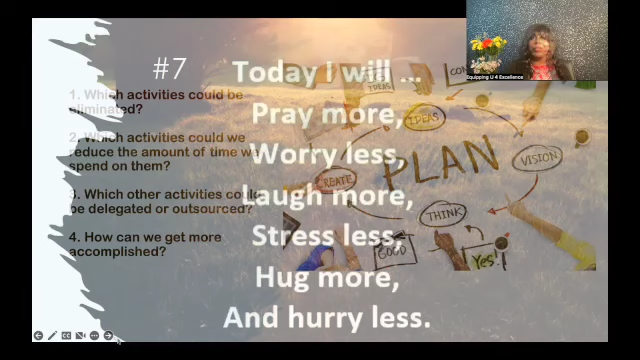 #7
1. Which activities could be
eliminated?
2. Which activities could we
reduce the amount of time we
spend on them?
3. Which other activities could
be delegated or outsourced?
4. How can we get more
accomplished?
Today I will ...
Pray more,
Worry less,
Laugh more,
Stress less,
Hug more,
And hurry less.
IDEAS
IDEAS
PLAN
VISION
CREATE
THINK
GOOD
Yes!
Equipping U 4 Excellence